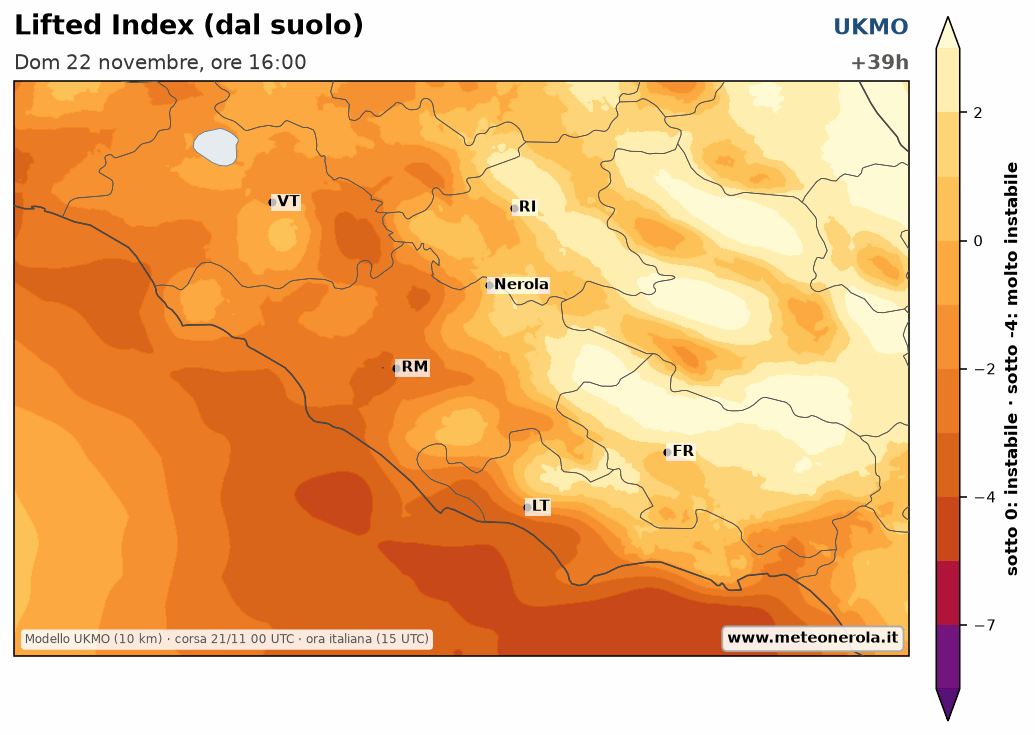 Lifted Index (dal suolo)
UKMO
Dom 22 novembre, ore 16:00
+39h
VT
RI
Nerola
RM
FR
LT
2
0
−2
−4
−7
sotto 0: instabile · sotto -4: molto instabile
Modello UKMO (10 km) · corsa 21/11 00 UTC · ora italiana (15 UTC)
www.meteonerola.it